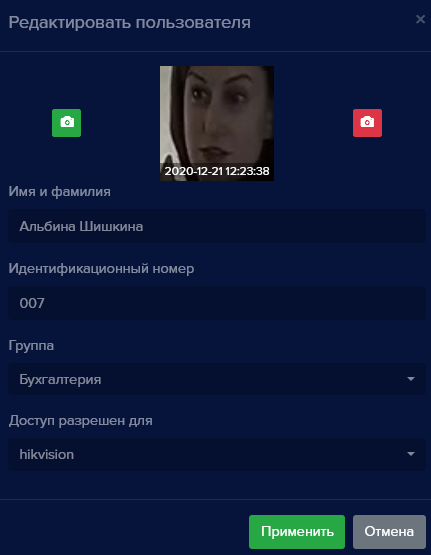 Редактировать пользователя
×
2020-12-21 12:23:38
Имя и фамилия
Альбина Шишкина
Идентификационный номер
007
Группа
Бухгалтерия
Доступ разрешен для
hikvision
Применить Отмена